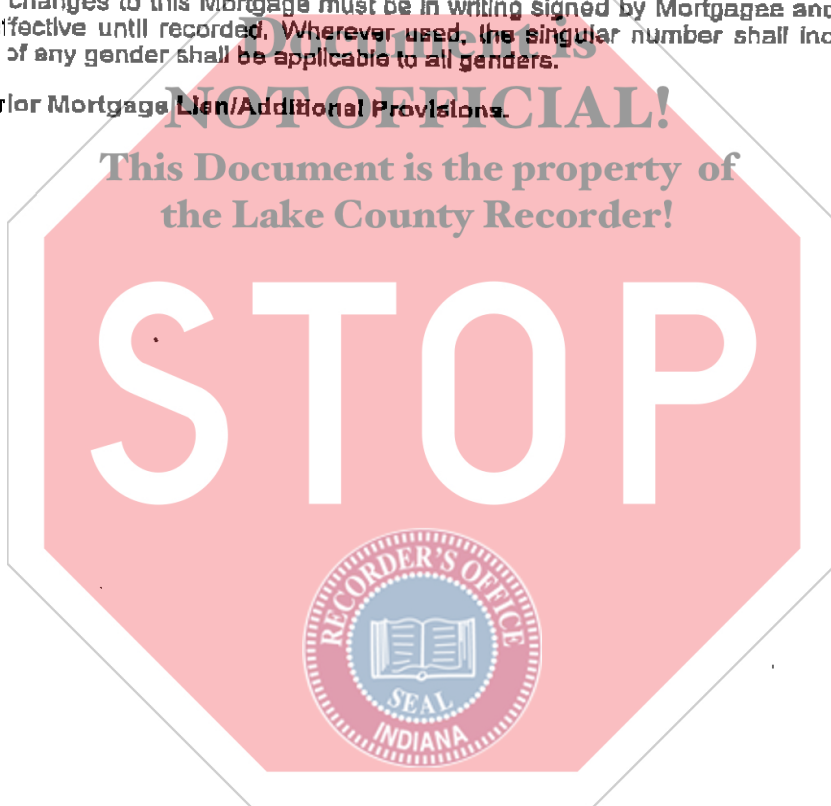 changes to this Mortgage must be in writing signed by Mortgagee and
ffective until recorded. Wherever used, the singular number shall inc
of any gender shall be applicable to all genders.
rior Mortgage Lien/Additional Provisions.
Document is
NOT OFFICIAL!
This Document is the property of
the Lake County Recorder!
STOP
RECORDER'S OFFICE
SEAL
INDIANA